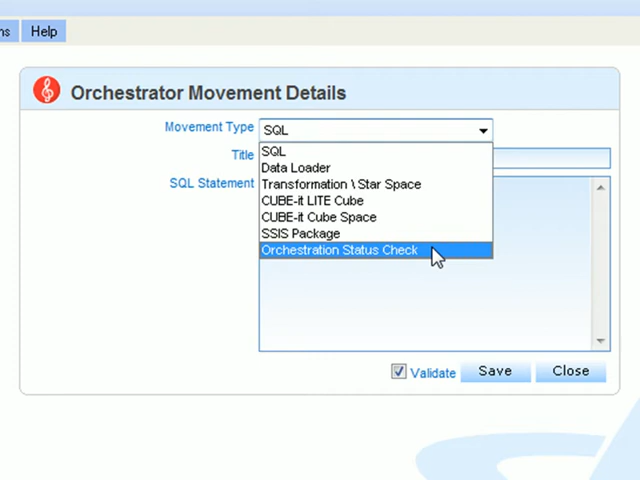 ns Help
Orchestrator Movement Details
Movement Type SQL
SQL
Title
Data Loader
SQL Statement
Transformation \ Star Space
CUBE-it LITE Cube
CUBE-it Cube Space
SSIS Package
Orchestration Status Check
Validate Save Close